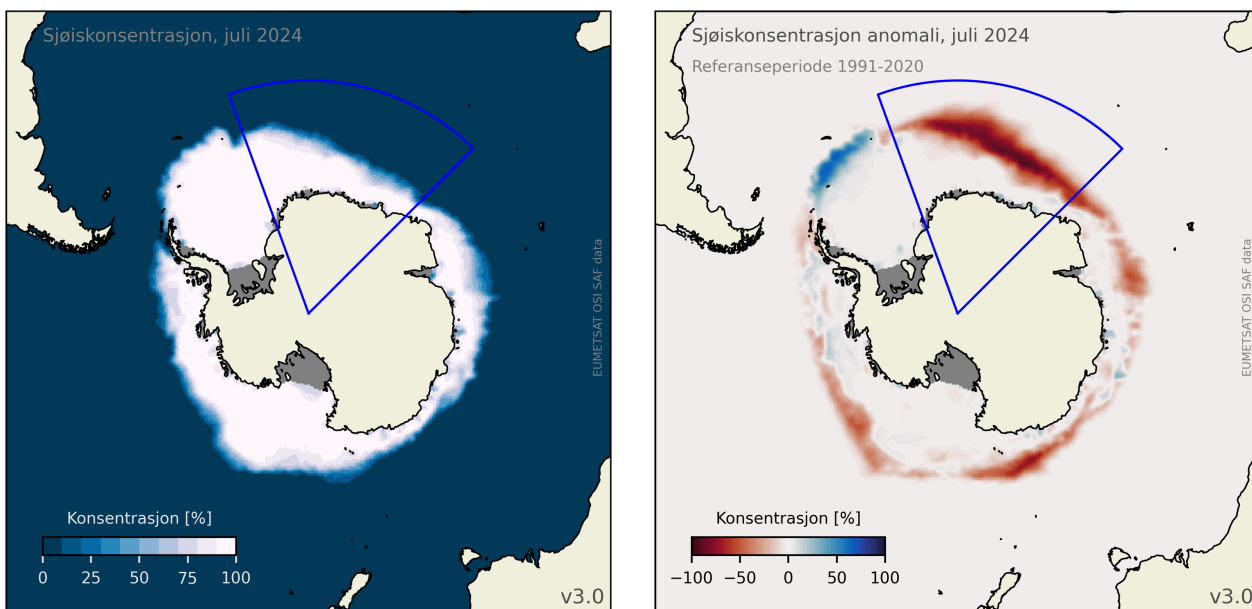 Sjøiskonsentrasjon, juli 2024
EUMETSAT OSI SAF data
Konsentrasjon [%]
0 25 50 75 100
v3.0
Sjøiskonsentrasjon anomali, juli 2024
Referanseperiode 1991-2020
EUMETSAT OSI SAF data
Konsentrasjon [%]
−100 −50 0 50 100
v3.0